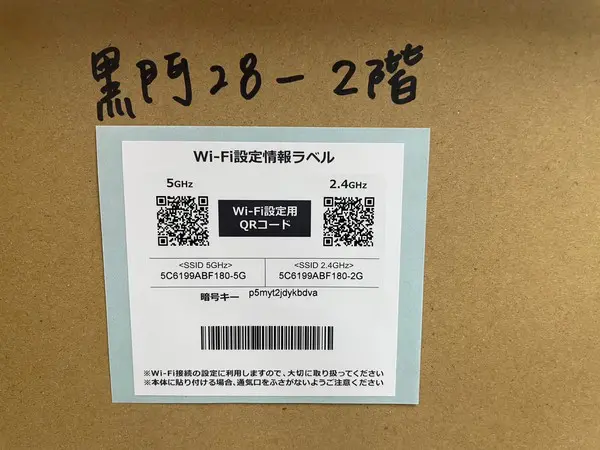 黒門28-2階
Wi-Fi設定情報ラベル
5GHz
2.4GHz
Wi-Fi設定用
QRコード
<SSID 5GHz>
<SSID 2.4GHz>
5C6199ABF180-5G
5C6199ABF180-2G
暗号キー p5myt2jdykbdva
※Wi-Fi接続の設定に利用しますので、大切に取り扱ってください
※本体に貼り付ける場合、通気口をふさがないようご注意ください